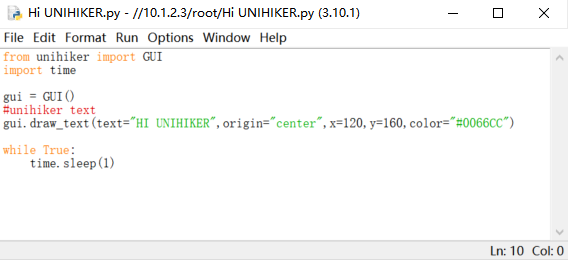 Hi UNIHIKER.py - //10.1.2.3/root/Hi UNIHIKER.py (3.10.1)
File Edit Format Run Options Window Help
from unihiker import GUI
import time
gui = GUI()
#unihiker text
gui.draw_text(text="HI UNIHIKER",origin="center",x=120,y=160,color="#0066CC")
while True:
    time.sleep(1)
Ln: 10 Col: 0